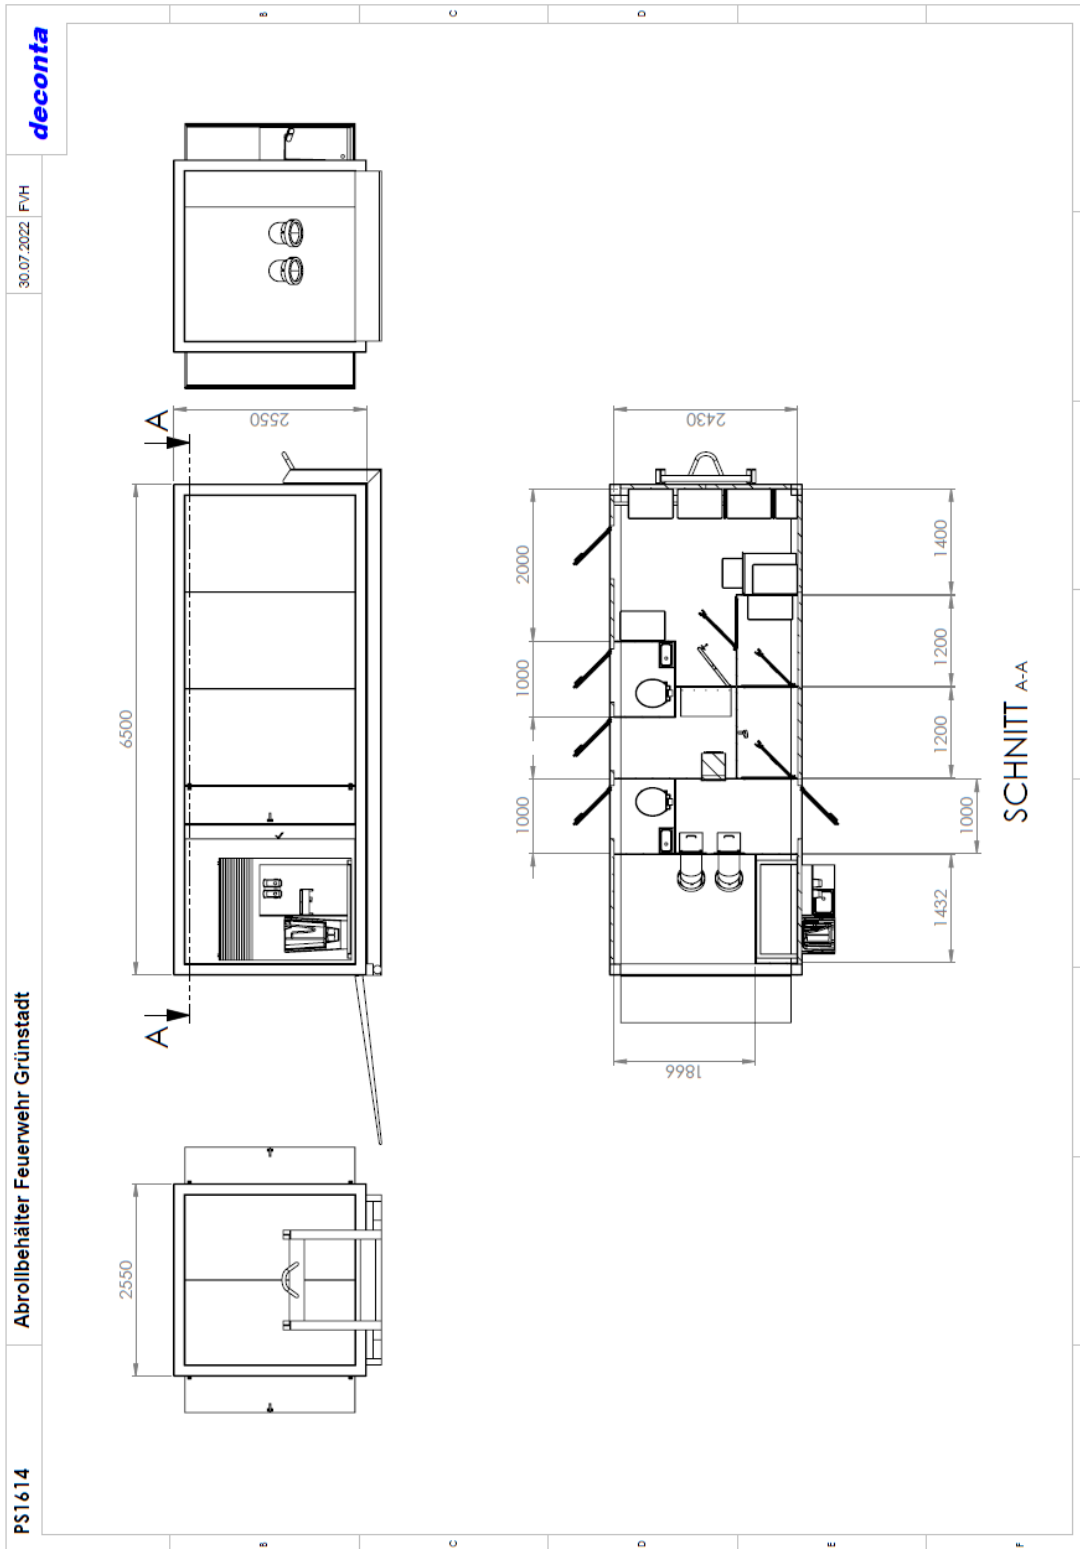 PS1614
Abrollbehälter Feuerwehr Grünstadt
30.07.2022
FVH
deconta
B
C
D
B
C
D
E
F
2550
6500
2550
A
A
1000
1000
2000
1866
2430
1432
1000
1200
1200
1400
SCHNITT A-A